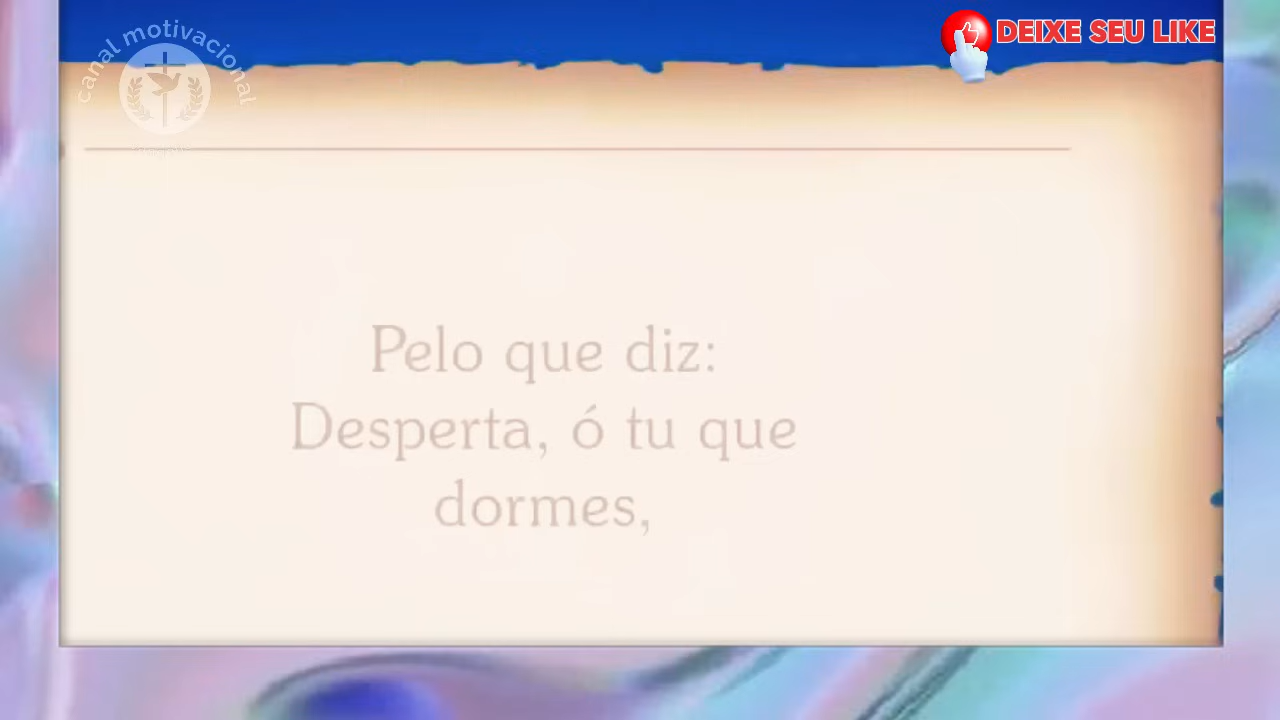 canal motivacional
DEIXE SEU LIKE
Pelo que diz:
Desperta, ó tu que
dormes,